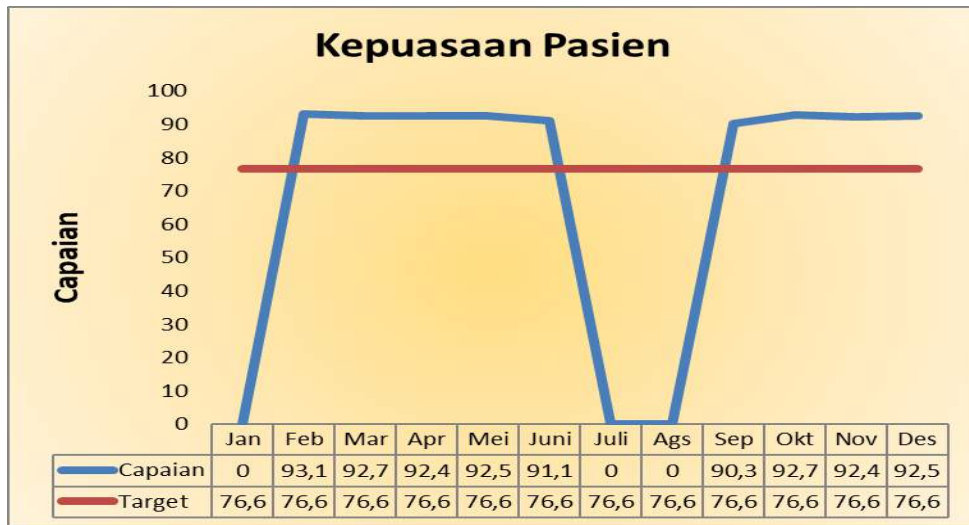 Kepuasaan Pasien
Capaian
100
90
80
70
60
50
40
30
20
10
0
Jan Feb Mar Apr Mei Juni Juli Ags Sep Okt Nov Des
Capaian 0 93,1 92,7 92,4 92,5 91,1 0 0 90,3 92,7 92,4 92,5
Target 76,6 76,6 76,6 76,6 76,6 76,6 76,6 76,6 76,6 76,6 76,6 76,6